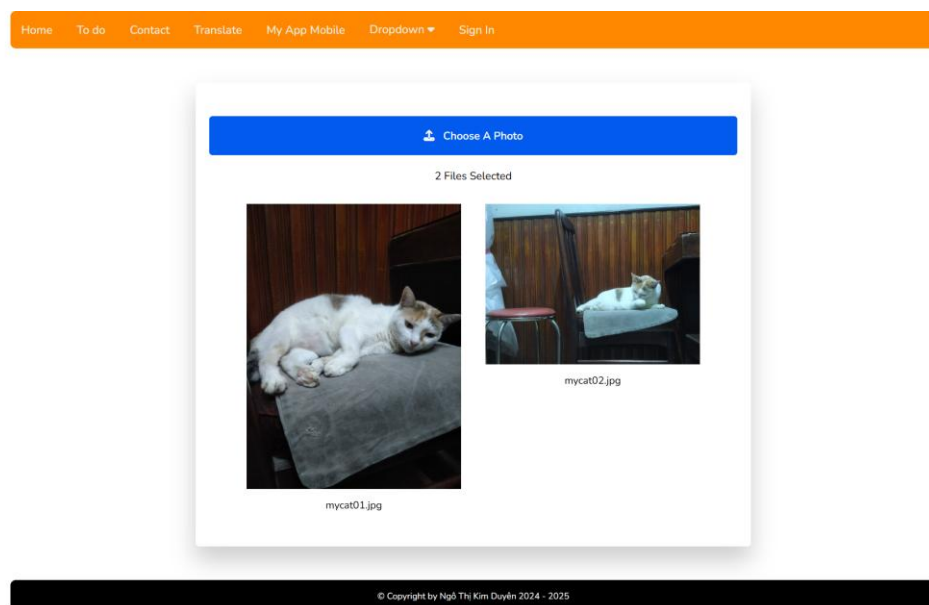 Home To do Contact Translate My App Mobile Dropdown Sign In
Choose A Photo
2 Files Selected
mycat02.jpg
mycat01.jpg
© Copyright by Ngô Thị Kim Duyên 2024 - 2025